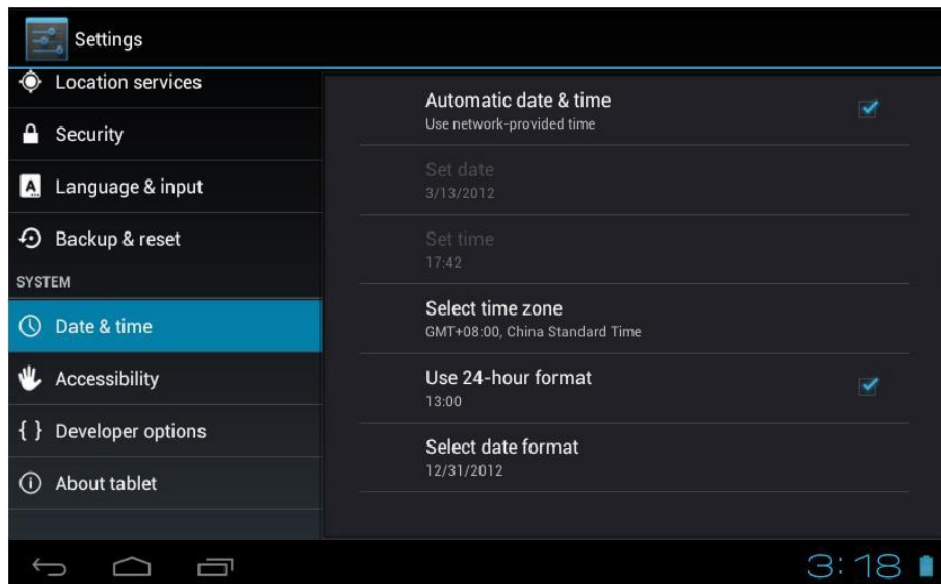 Settings
Location services
Security
Language & input
Backup & reset
SYSTEM
Date & time
Accessibility
Developer options
About tablet
Automatic date & time
Use network-provided time
Set date
3/13/2012
Set time
17:42
Select time zone
GMT+08:00, China Standard Time
Use 24-hour format
13:00
Select date format
12/31/2012
3:18